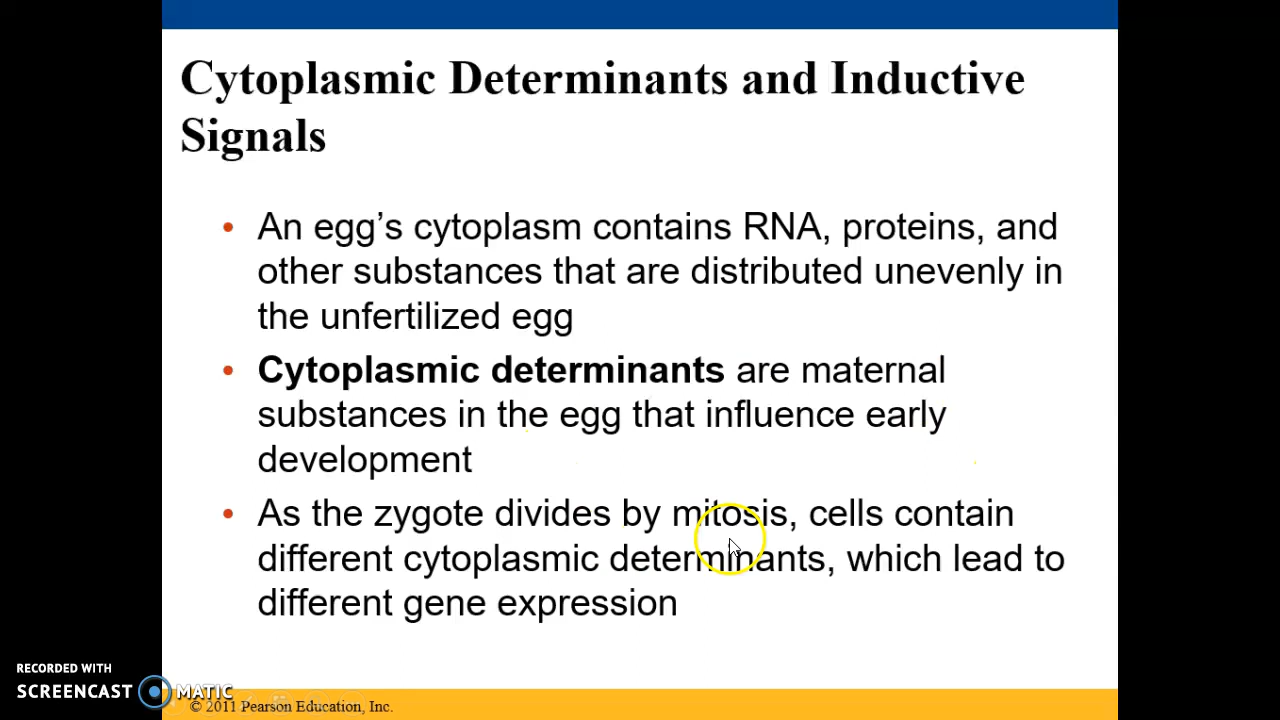 Cytoplasmic Determinants and Inductive
Signals
• An egg’s cytoplasm contains RNA, proteins, and
other substances that are distributed unevenly in
the unfertilized egg
• Cytoplasmic determinants are maternal
substances in the egg that influence early
development
• As the zygote divides by mitosis, cells contain
different cytoplasmic determinants, which lead to
different gene expression
RECORDED WITH
SCREENCAST MATIC
© 2011 Pearson Education, Inc.